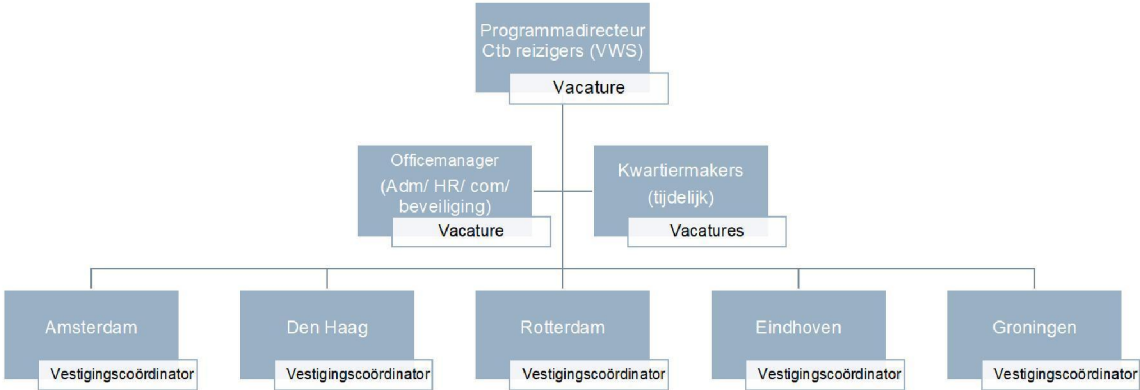 Programmadirecteur
Ctb reizigers (VWS)
Vacature
Officemanager
(Adm/ HR/ com/
beveiliging)
Vacature
Kwartiermakers
(tijdelijk)
Vacatures
Amsterdam
Vestigingscoördinator
Den Haag
Vestigingscoördinator
Rotterdam
Vestigingscoördinator
Eindhoven
Vestigingscoördinator
Groningen
Vestigingscoördinator